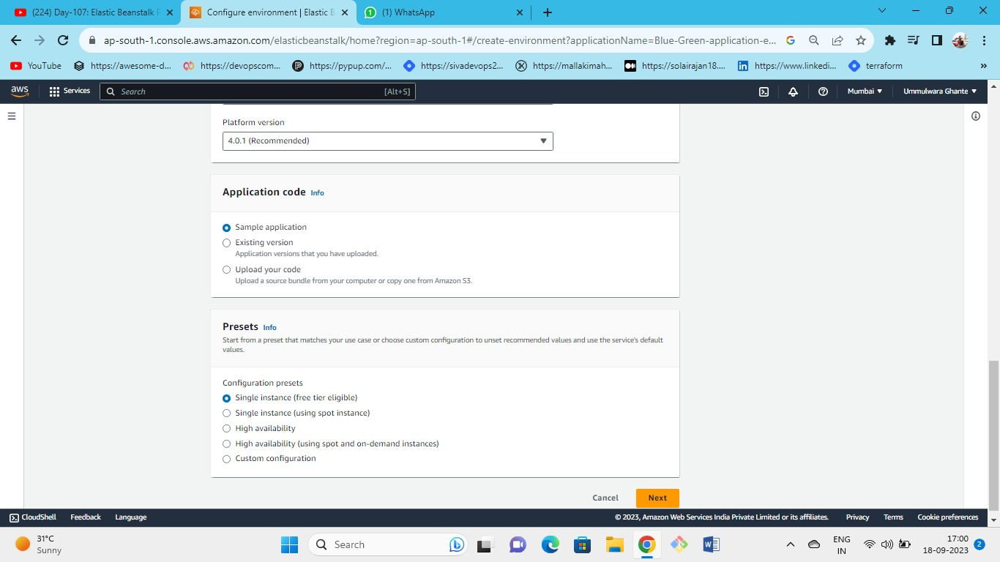 (224) Day-107: Elastic Beanstalk F
Configure environment | Elastic B
(1) WhatsApp
ap-south-1.console.aws.amazon.com/elasticbeanstalk/home?region=ap-south-1#/create-environment?applicationName=Blue-Green-application-e...
YouTube
https://awesome-d...
https://devopscom...
https://pypup.com/...
https://sivadevops2...
https://mallakimah...
https://solairajan18....
https://www.linkedi...
terraform
»
aws
Services
Search
[Alt+S]
Mumbai
Ummulwara Ghante
Platform version
4.0.1 (Recommended)
Application code Info
Sample application
Existing version
Application versions that you have uploaded.
Upload your code
Upload a source bundle from your computer or copy one from Amazon S3.
Presets Info
Start from a preset that matches your use case or choose custom configuration to unset recommended values and use the service's default
values.
Configuration presets
Single instance (free tier eligible)
Single instance (using spot instance)
High availability
High availability (using spot and on-demand instances)
Custom configuration
Cancel
Next
CloudShell
Feedback
Language
© 2023, Amazon Web Services India Private Limited or its affiliates.
Privacy
Terms
Cookie preferences
31°C
Sunny
Search
ENG
IN
17:00
18-09-2023
2